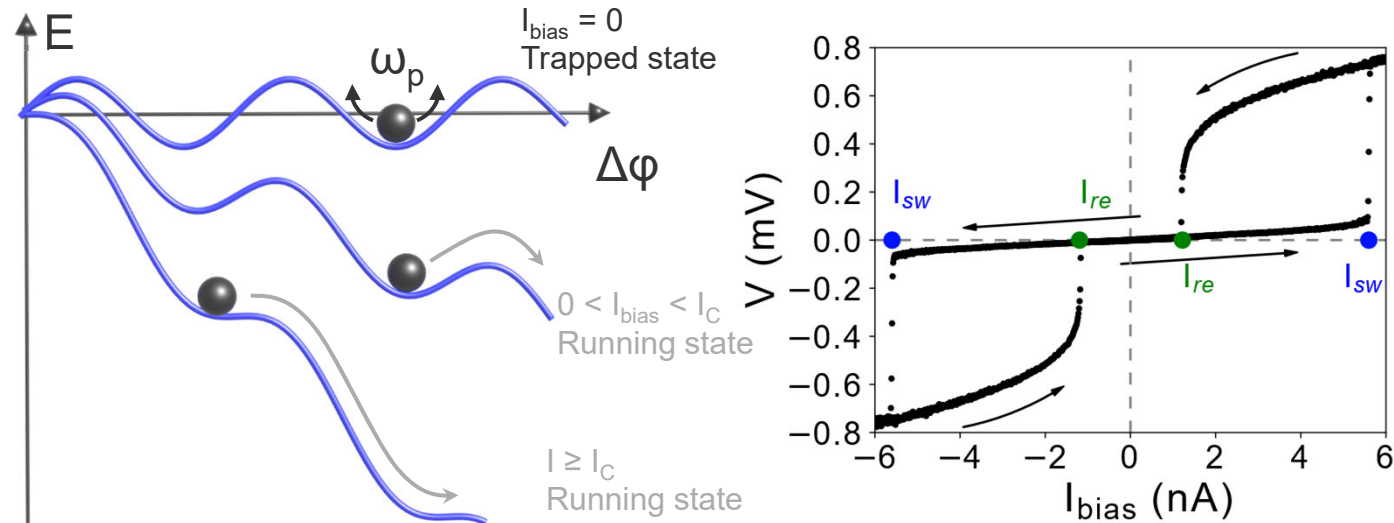 E
I_bias = 0
Trapped state
ω_p
Δφ
0 < I_bias < I_C
Running state
I ≥ I_C
Running state
V (mV)
0.8
0.6
0.4
0.2
0.0
−0.2
−0.4
−0.6
−0.8
I_sw
I_re
I_re
I_sw
−6
−4
−2
0
2
4
6
I_bias (nA)